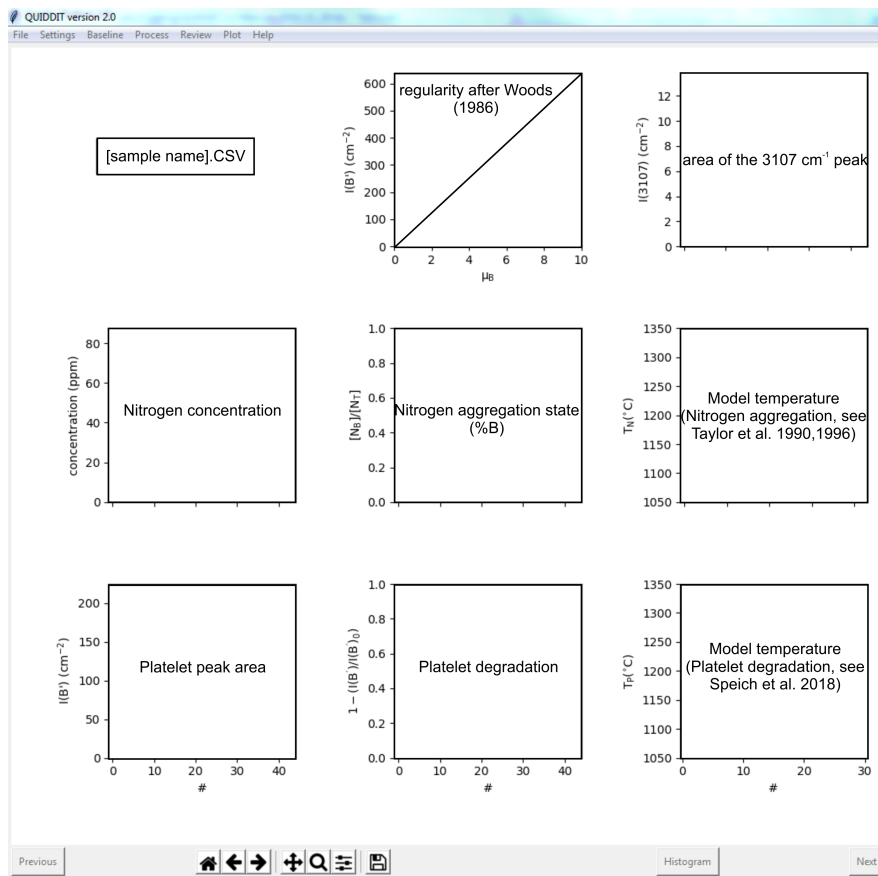 QUIDDIT version 2.0
File Settings Baseline Process Review Plot Help
[sample name].CSV
I(B') (cm⁻²)
600
500
400
300
200
100
0
regularity after Woods
(1986)
0 2 4 6 8 10
μB
I(3107) (cm⁻²)
12
10
8
6
4
2
0
area of the 3107 cm⁻¹ peak
concentration (ppm)
80
60
40
20
0
Nitrogen concentration
[NB]/[NT]
1.0
0.8
0.6
0.4
0.2
0.0
Nitrogen aggregation state
(%B)
TN(°C)
1350
1300
1250
1200
1150
1100
1050
Model temperature
(Nitrogen aggregation, see
Taylor et al. 1990,1996)
I(B') (cm⁻²)
200
150
100
50
0
Platelet peak area
0 10 20 30 40
#
1 − (I(B')/I(B')₀)
1.0
0.8
0.6
0.4
0.2
0.0
Platelet degradation
0 10 20 30 40
#
TP(°C)
1350
1300
1250
1200
1150
1100
1050
Model temperature
(Platelet degradation, see
Speich et al. 2018)
0 10 20 30
#
Previous
Histogram
Next